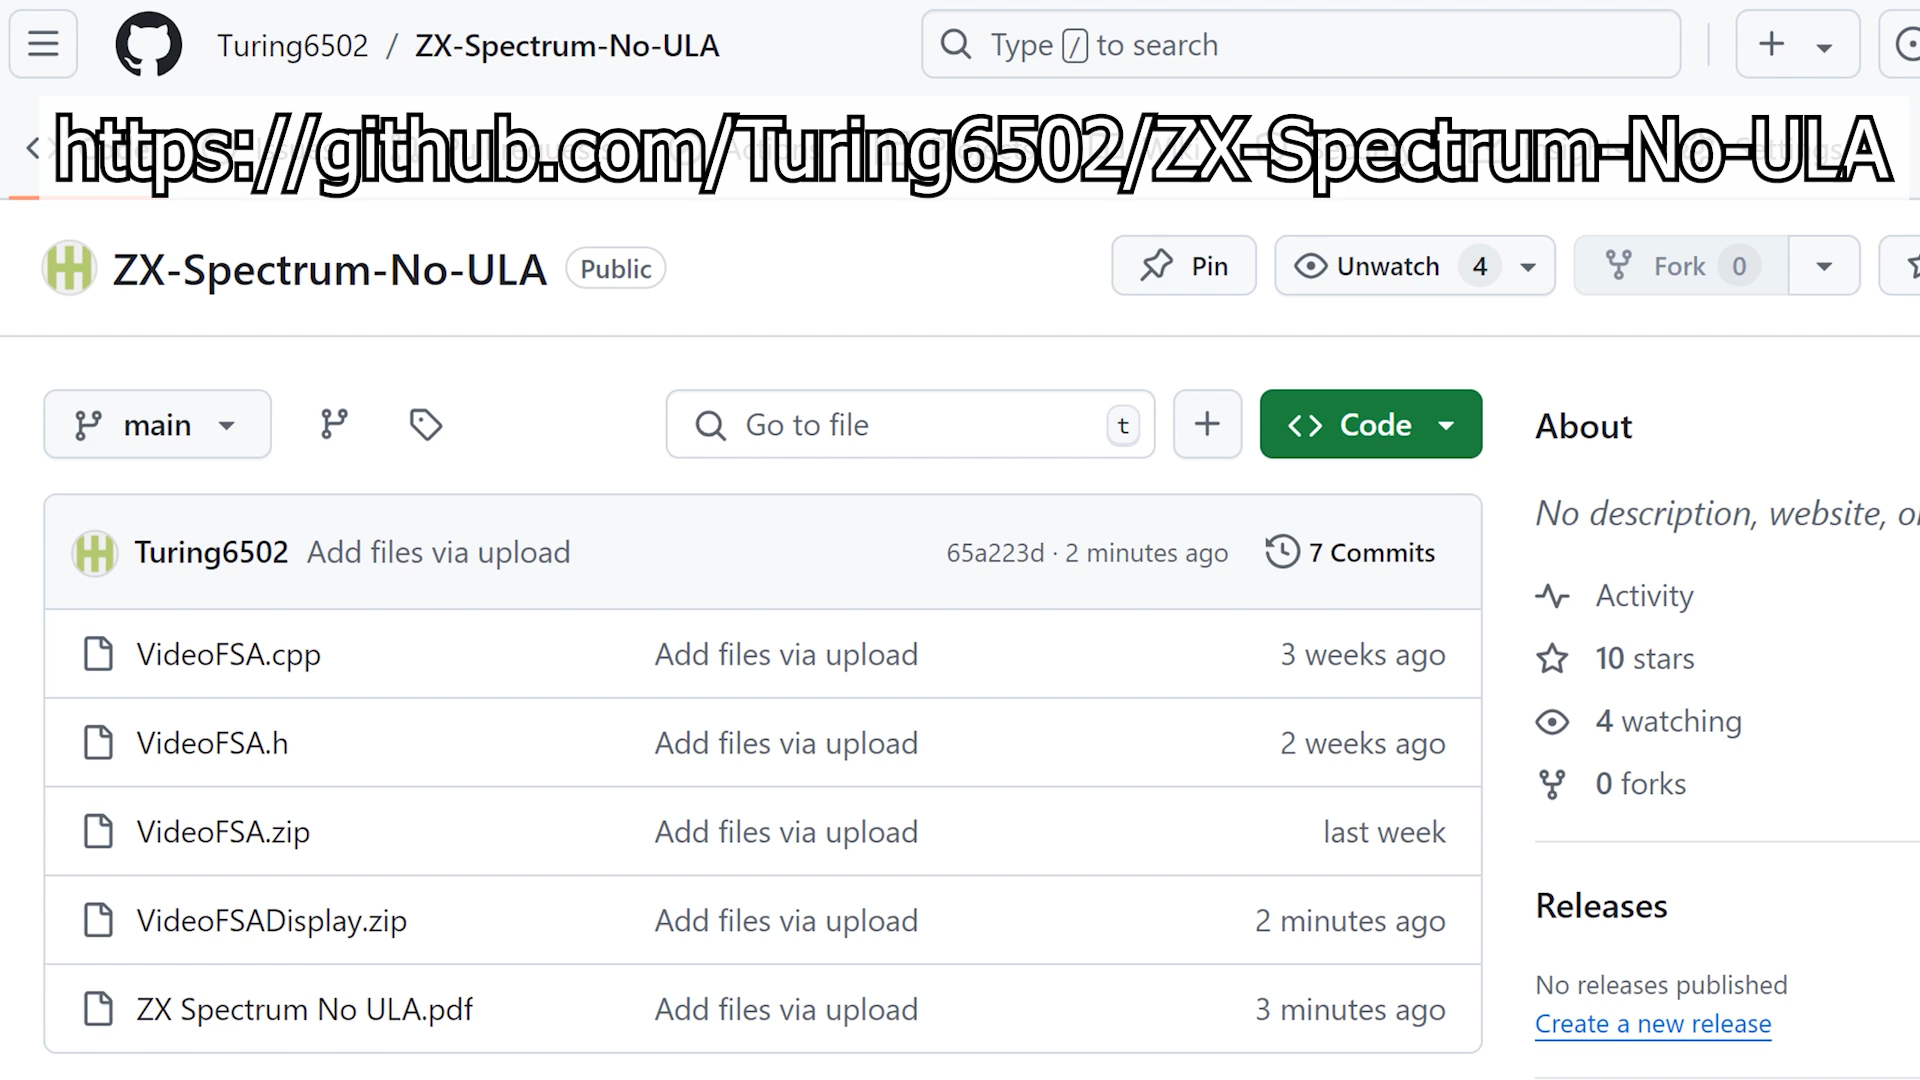 Turing6502 / ZX-Spectrum-No-ULA
Type / to search
https://github.com/Turing6502/ZX-Spectrum-No-ULA
ZX-Spectrum-No-ULA Public
Pin
Unwatch 4
Fork 0
main
Go to file t
Code
About
Turing6502 Add files via upload 65a223d · 2 minutes ago 7 Commits
VideoFSA.cpp Add files via upload 3 weeks ago
VideoFSA.h Add files via upload 2 weeks ago
VideoFSA.zip Add files via upload last week
VideoFSADisplay.zip Add files via upload 2 minutes ago
ZX Spectrum No ULA.pdf Add files via upload 3 minutes ago
No description, website,
Activity
10 stars
4 watching
0 forks
Releases
No releases published
Create a new release